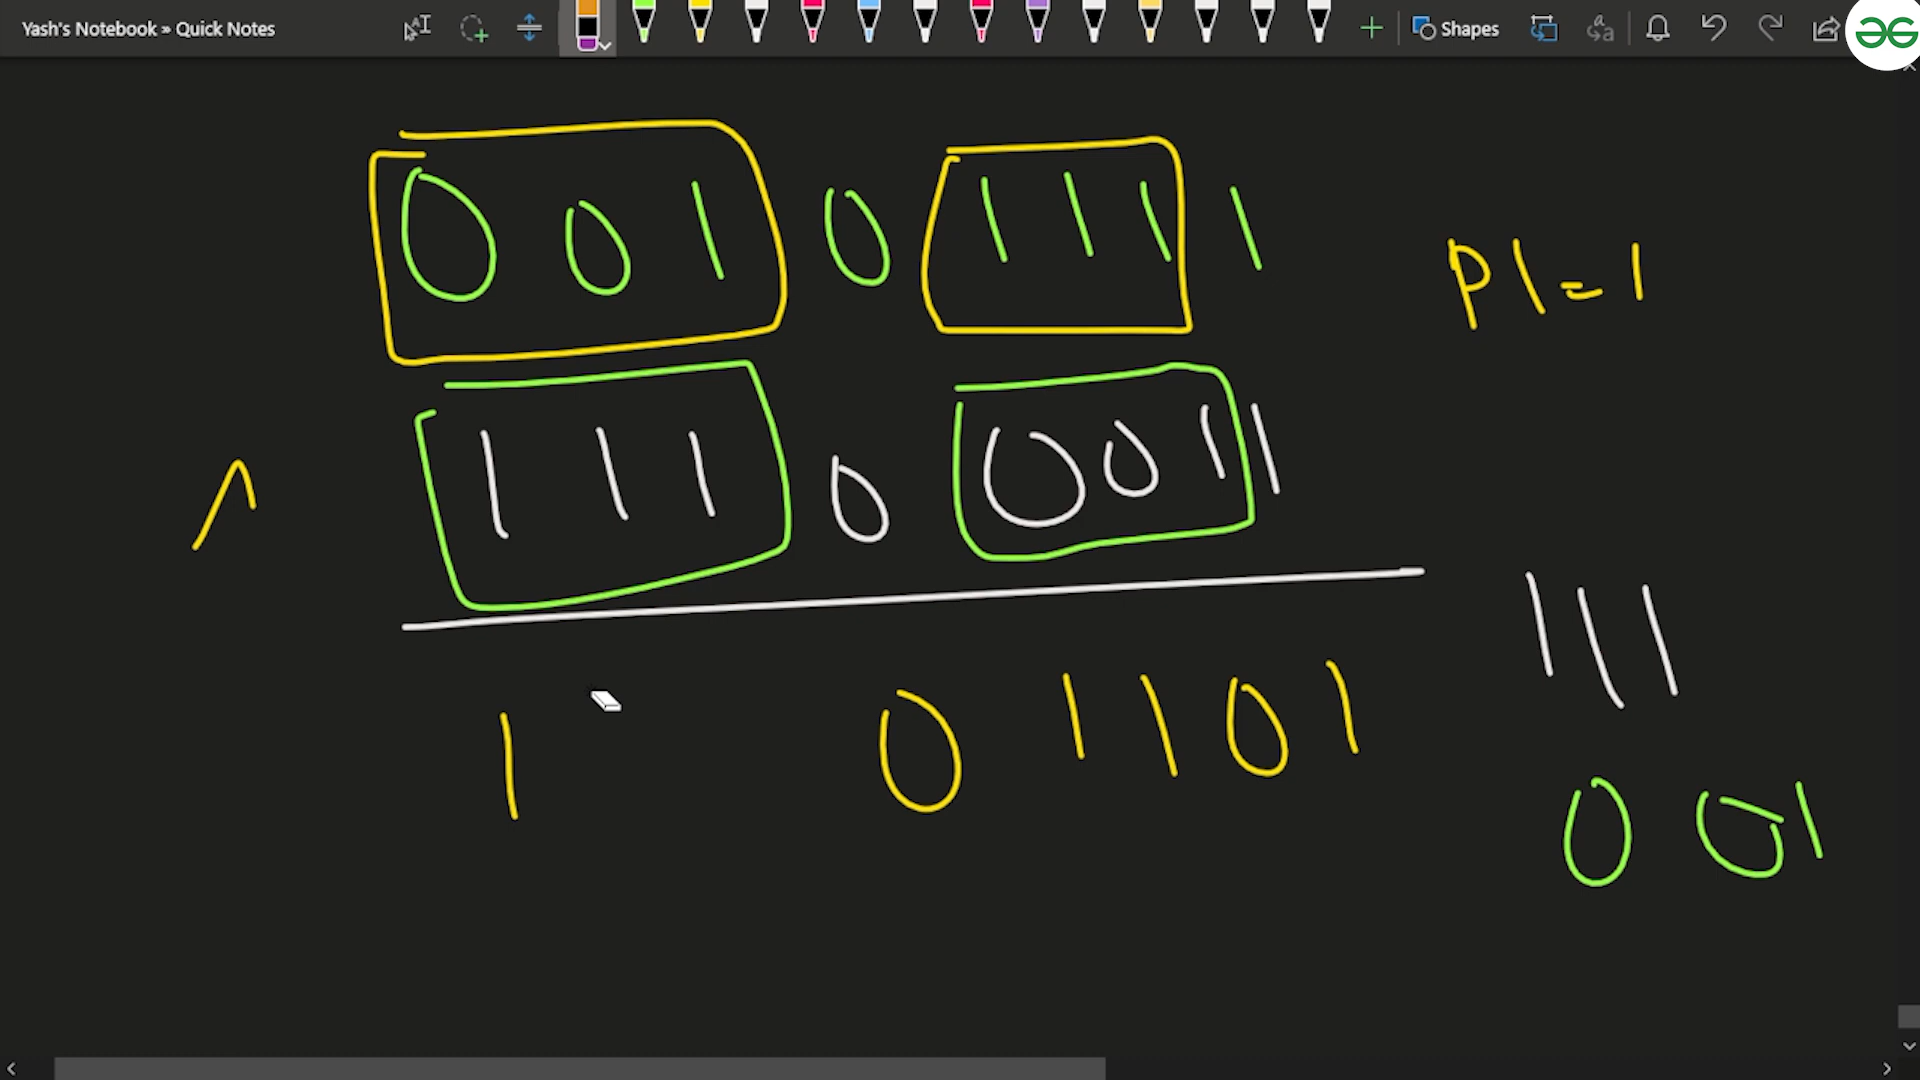 Yash's Notebook » Quick Notes
Shapes
0 0 1 0 1 1 1 1
P1 = 1
1 1 1 0 0 0 1 1
^
1 0 1 1 0 1
1 1 1
0 0 1